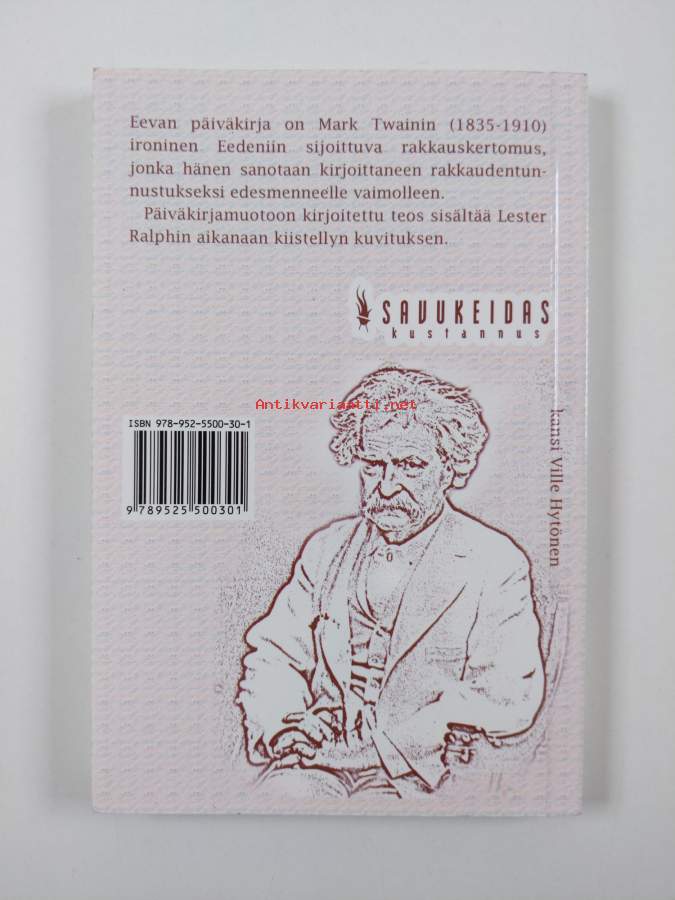 Eevan päiväkirja on Mark Twainin (1835-1910)
ironinen Eedeniin sijoittuva rakkauskertomus,
jonka hänen sanotaan kirjoittaneen rakkaudentun-
nustukseksi edesmenneelle vaimolleen.
Päiväkirjamuotoon kirjoitettu teos sisältää Lester
Ralphin aikanaan kiistellyn kuvituksen.
SAVUKEIDAS
kustannus
Antikvariaatti.net
ISBN 978-952-5500-30-1
9 789525 500301
kansi Ville Hytönen